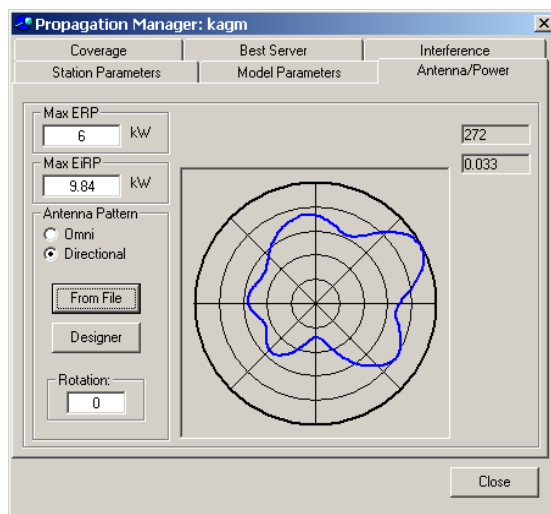 Propagation Manager: kagm
Coverage
Best Server
Interference
Station Parameters
Model Parameters
Antenna/Power
Max ERP
6 kW
272
Max EiRP
9.84 kW
0.033
Antenna Pattern
Omni
Directional
From File
Designer
Rotation:
0
Close